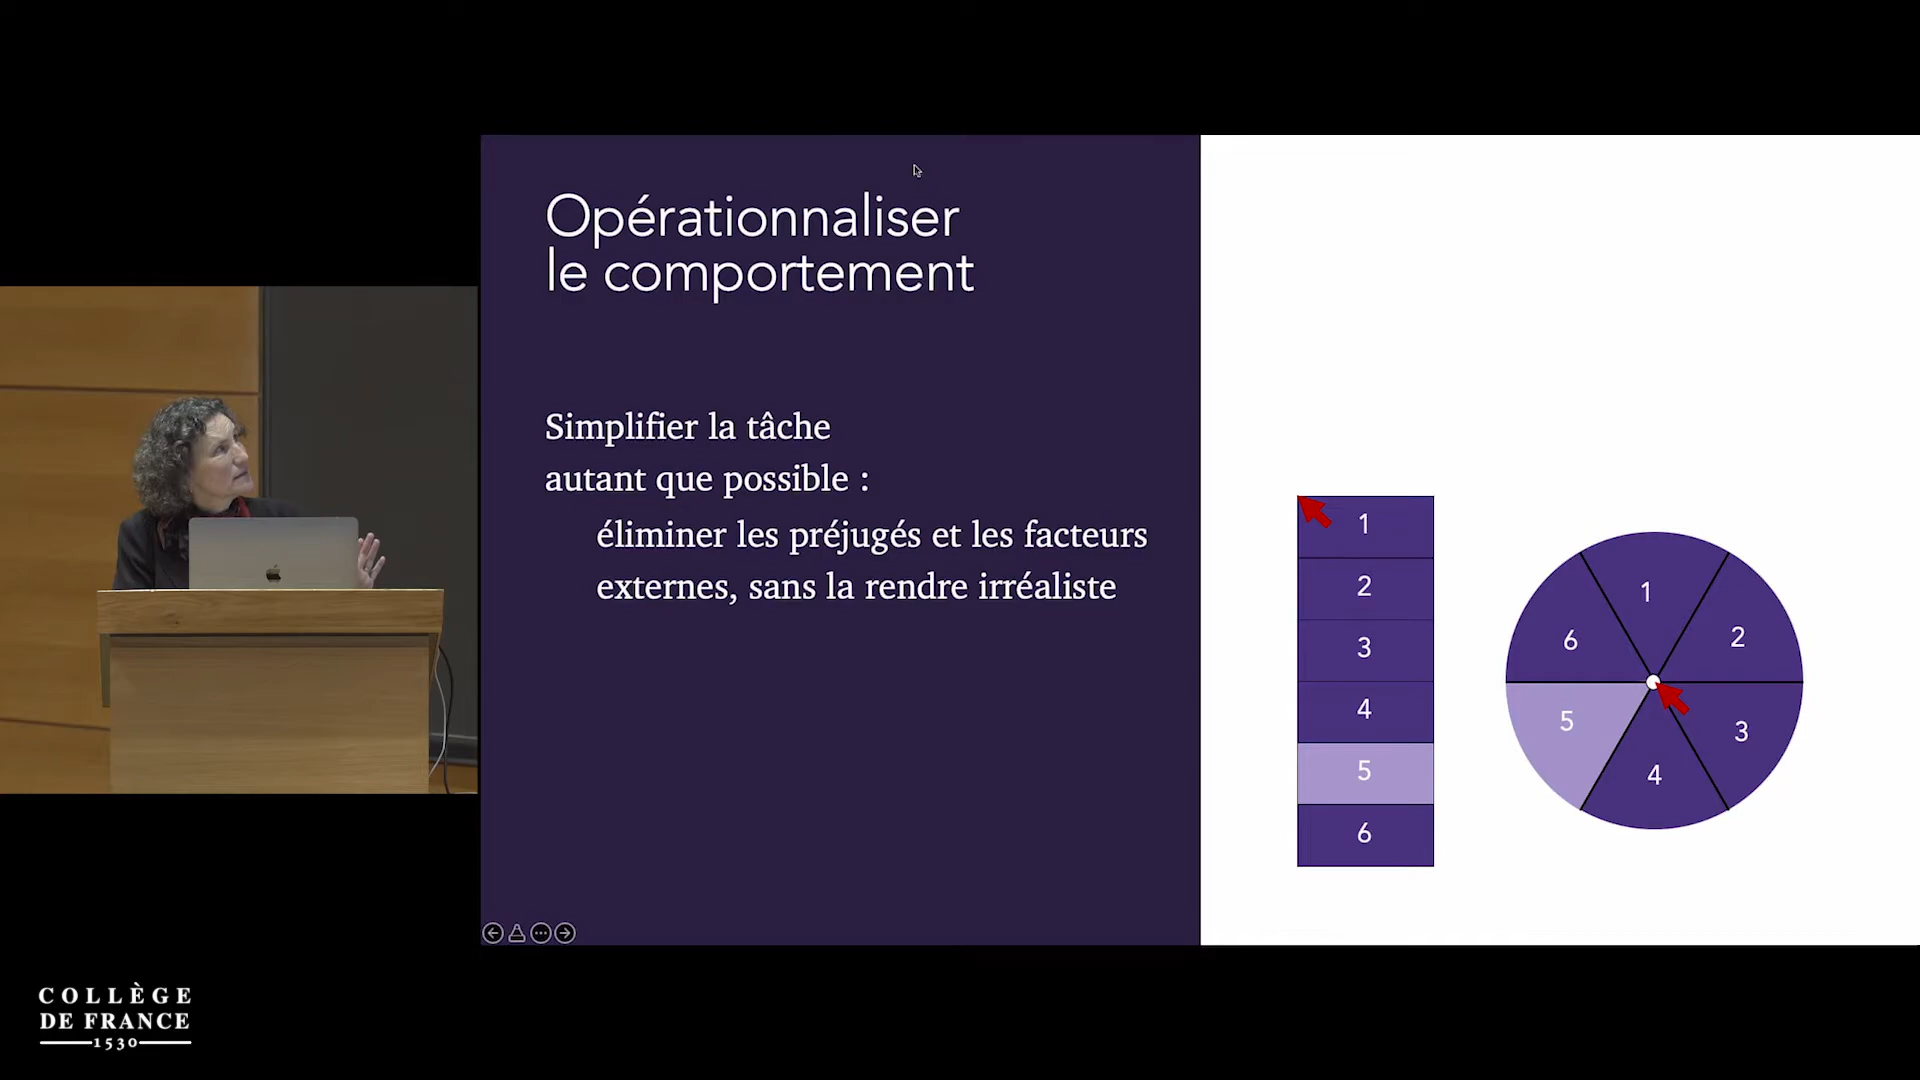 Opérationnaliser
le comportement
Simplifier la tâche
autant que possible :
éliminer les préjugés et les facteurs
externes, sans la rendre irréaliste
1
2
3
4
5
6
1
2
3
4
5
6
COLLÈGE
DE FRANCE
1530